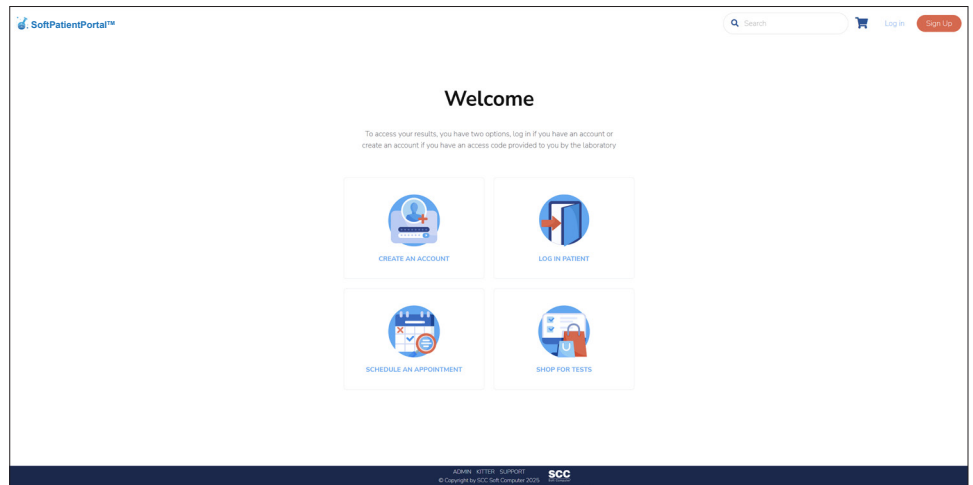 SoftPatientPortal™
Search
Log in
Sign Up
Welcome
To access your results, you have two options, log in if you have an account or
create an account if you have an access code provided to you by the laboratory
CREATE AN ACCOUNT
LOG IN PATIENT
SCHEDULE AN APPOINTMENT
SHOP FOR TESTS
ADMIN KITTER SUPPORT
© Copyright by SCC Soft Computer 2025
SCC
Soft Computer